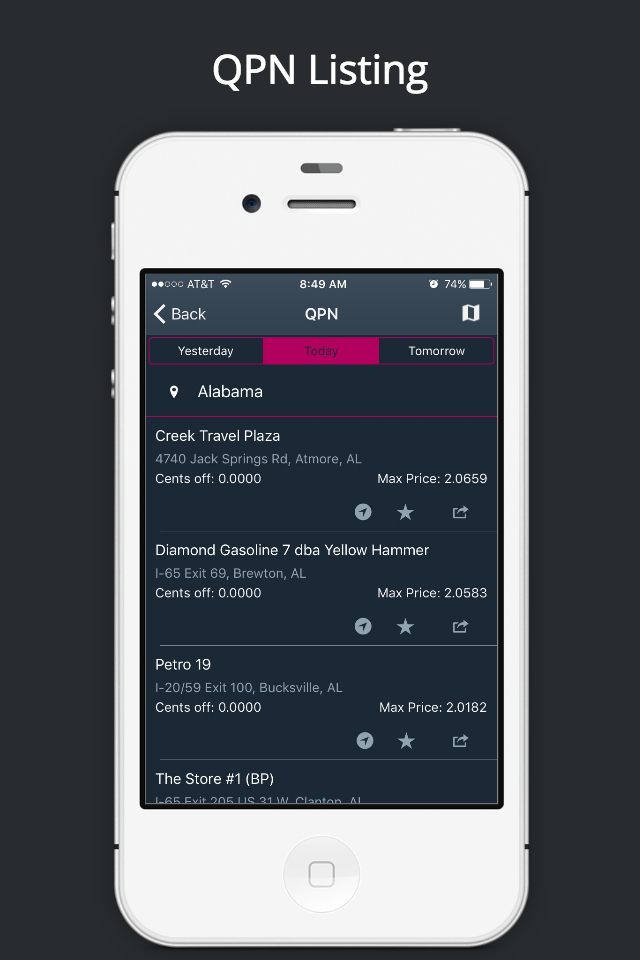 QPN Listing
AT&T 8:49 AM 74%
Back QPN
Yesterday Today Tomorrow
Alabama
Creek Travel Plaza
4740 Jack Springs Rd, Atmore, AL
Cents off: 0.0000 Max Price: 2.0659
Diamond Gasoline 7 dba Yellow Hammer
I-65 Exit 69, Brewton, AL
Cents off: 0.0000 Max Price: 2.0583
Petro 19
I-20/59 Exit 100, Bucksville, AL
Cents off: 0.0000 Max Price: 2.0182
The Store #1 (BP)
I-65 Exit 205 US 31 W, Clanton, AL